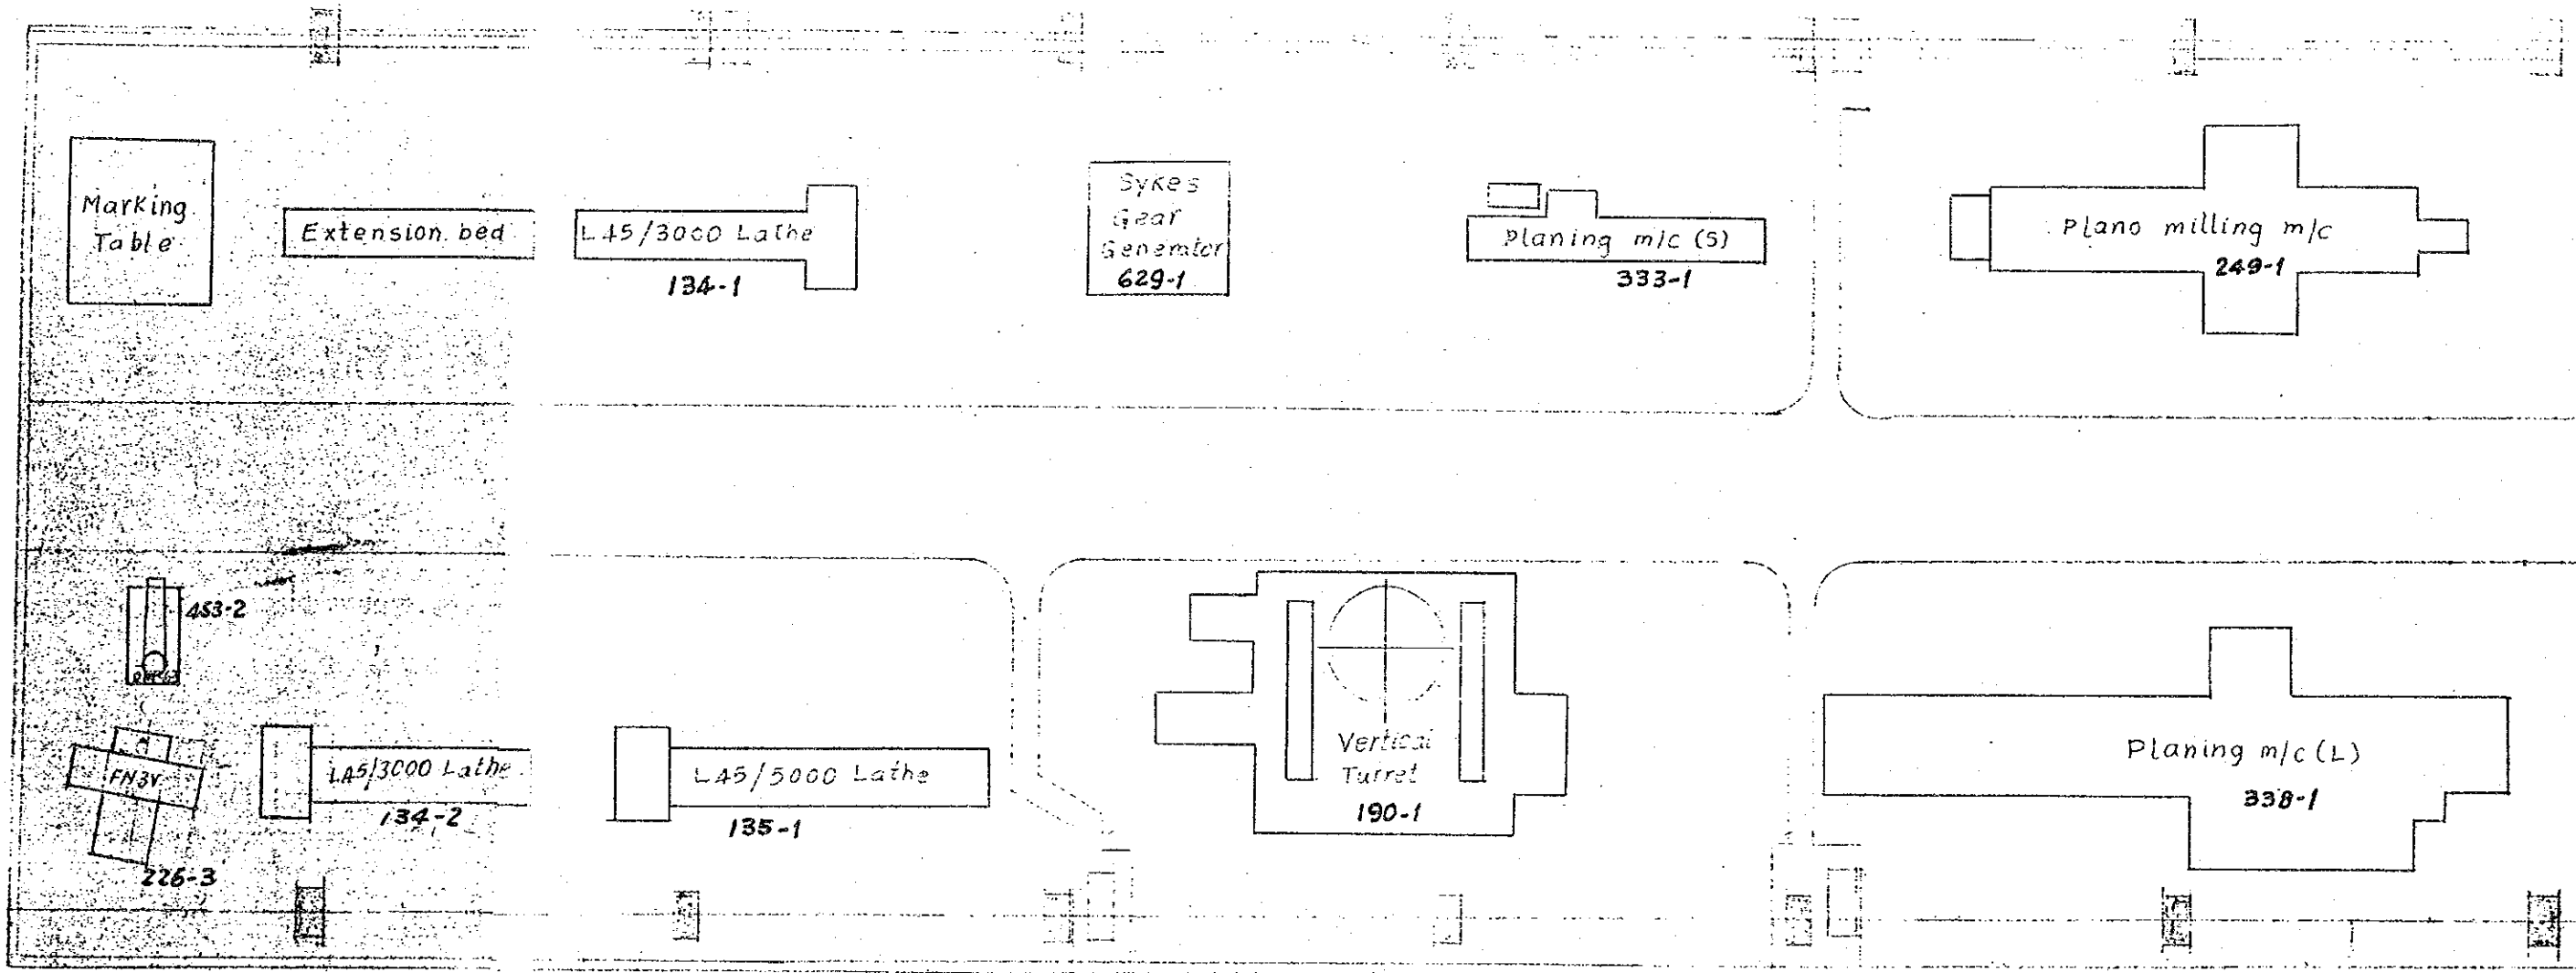 Marking
Table
Extension bed
L45/3000 Lathe
134-1
Sykes
Gear
Generator
629-1
Planing m/c (S)
333-1
Plano milling m/c
249-1
453-2
FN3V
226-3
LA5/3000 Lathe
134-2
L45/5000 Lathe
135-1
Vertical
Turret
190-1
Planing m/c (L)
338-1